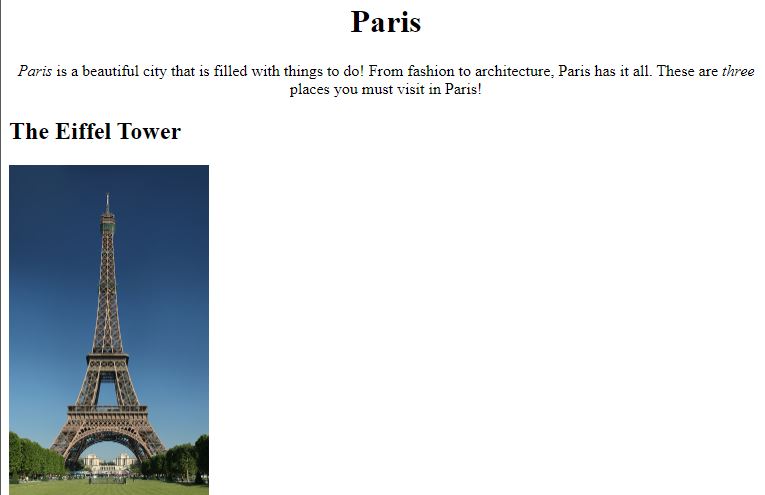 Paris
Paris is a beautiful city that is filled with things to do! From fashion to architecture, Paris has it all. These are three
places you must visit in Paris!
The Eiffel Tower